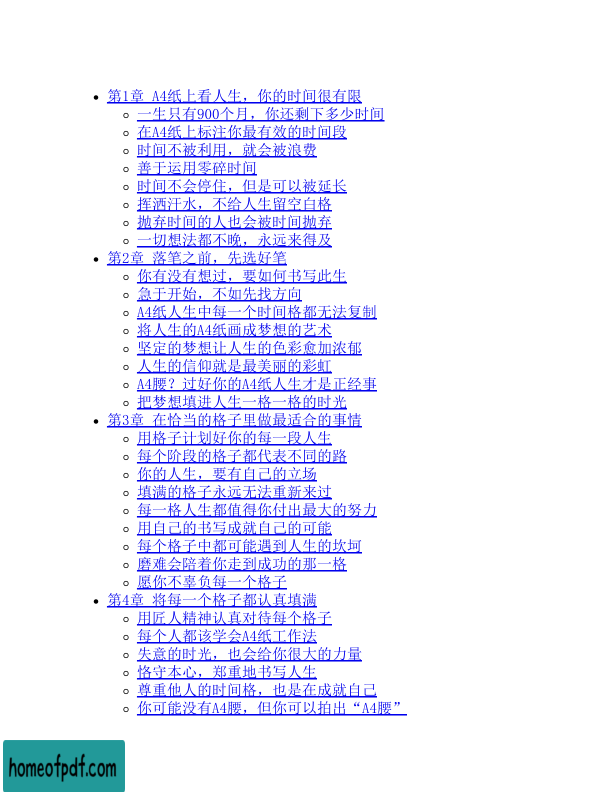 第1章 A4纸上看人生，你的时间很有限
一生只有900个月，你还剩下多少时间
在A4纸上标注你最有效的时间段
时间不被利用，就会被浪费
善于运用零碎时间
时间不会停住，但是可以被延长
挥洒汗水，不给人生留空白格
抛弃时间的人也会被时间抛弃
一切想法都不晚，永远来得及
第2章 落笔之前，先选好笔
你有没有想过，要如何书写此生
急于开始，不如先找方向
A4纸人生中每一个时间格都无法复制
将人生的A4纸画成梦想的艺术
坚定的梦想让人生的色彩愈加浓郁
人生的信仰就是最美丽的彩虹
A4腰？过好你的A4纸人生才是正经事
把梦想填进人生一格一格的时光
第3章 在恰当的格子里做最适合的事情
用格子计划好你的每一段人生
每个阶段的格子都代表不同的路
你的人生，要有自己的立场
填满的格子永远无法重新来过
每一格人生都值得你付出最大的努力
用自己的书写成就自己的可能
每个格子中都可能遇到人生的坎坷
磨难会陪着你走到成功的那一格
愿你不辜负每一个格子
第4章 将每一个格子都认真填满
用匠人精神认真对待每个格子
每个人都该学会A4纸工作法
失意的时光，也会给你很大的力量
恪守本心，郑重地书写人生
尊重他人的时间格，也是在成就自己
你可能没有A4腰，但你可以拍出“A4腰”
homeofpdf.com